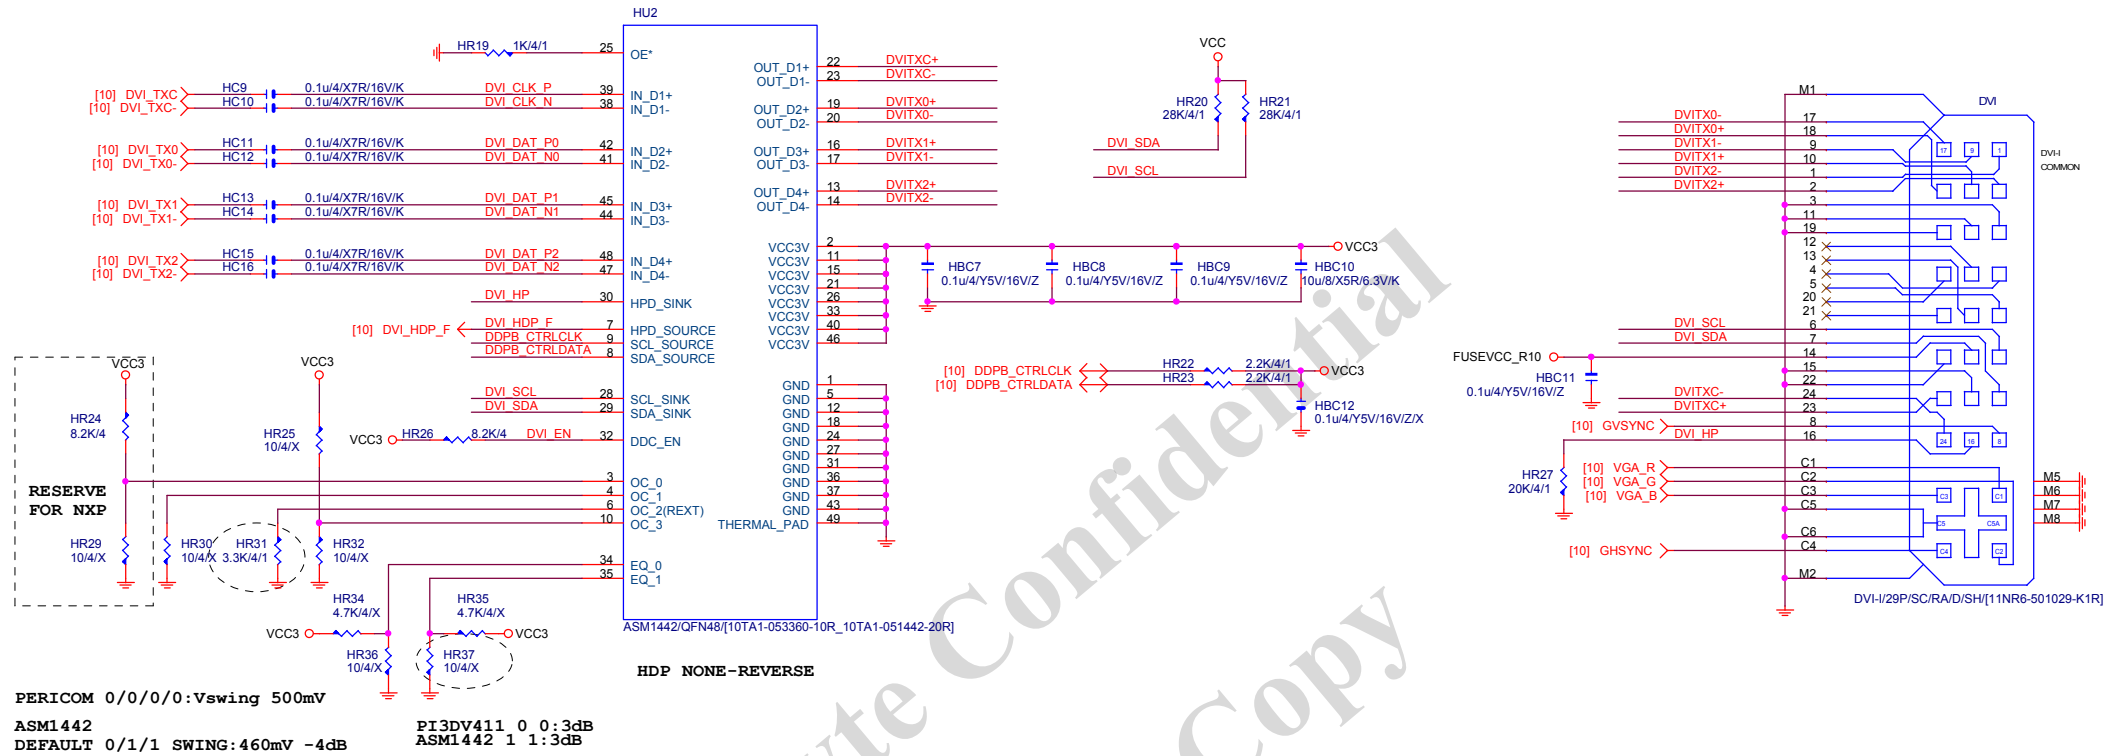 HU2
HR19 1K/4/1 25 OE*
[10] DVI_TXC HC9 0.1u/4/X7R/16V/K DVI_CLK_P 39 IN_D1+
[10] DVI_TXC- HC10 0.1u/4/X7R/16V/K DVI_CLK_N 38 IN_D1-
[10] DVI_TX0 HC11 0.1u/4/X7R/16V/K DVI_DAT_P0 42 IN_D2+
[10] DVI_TX0- HC12 0.1u/4/X7R/16V/K DVI_DAT_N0 41 IN_D2-
[10] DVI_TX1 HC13 0.1u/4/X7R/16V/K DVI_DAT_P1 45 IN_D3+
[10] DVI_TX1- HC14 0.1u/4/X7R/16V/K DVI_DAT_N1 44 IN_D3-
[10] DVI_TX2 HC15 0.1u/4/X7R/16V/K DVI_DAT_P2 48 IN_D4+
[10] DVI_TX2- HC16 0.1u/4/X7R/16V/K DVI_DAT_N2 47 IN_D4-
DVI_HP 30 HPD_SINK
[10] DVI_HDP_F DVI_HDP_F 7 HPD_SOURCE
DDPB_CTRLCLK 9 SCL_SOURCE
DDPB_CTRLDATA 8 SDA_SOURCE
DVI_SCL 28 SCL_SINK
DVI_SDA 29 SDA_SINK
VCC3 HR26 8.2K/4 DVI_EN 32 DDC_EN
3 OC_0
4 OC_1
6 OC_2(REXT)
10 OC_3
34 EQ_0
35 EQ_1
VCC3
HR24
8.2K/4
RESERVE
FOR NXP
HR29
10/4/X
VCC3
HR25
10/4/X
HR30
10/4/X
HR31
3.3K/4/1
HR32
10/4/X
HR34
4.7K/4/X
VCC3
HR35
4.7K/4/X
VCC3
HR36
10/4/X
HR37
10/4/X
OUT_D1+ 22 DVITXC+
OUT_D1- 23 DVITXC-
OUT_D2+ 19 DVITX0+
OUT_D2- 20 DVITX0-
OUT_D3+ 16 DVITX1+
OUT_D3- 17 DVITX1-
OUT_D4+ 13 DVITX2+
OUT_D4- 14 DVITX2-
VCC3V 2
VCC3V 11
VCC3V 15
VCC3V 21
VCC3V 26
VCC3V 33
VCC3V 40
VCC3V 46
GND 1
GND 5
GND 12
GND 18
GND 24
GND 27
GND 31
GND 36
GND 37
GND 43
THERMAL_PAD 49
ASM1442/QFN48/[10TA1-053360-10R_10TA1-051442-20R]
HDP NONE-REVERSE
VCC3
HBC7
0.1u/4/Y5V/16V/Z
HBC8
0.1u/4/Y5V/16V/Z
HBC9
0.1u/4/Y5V/16V/Z
HBC10
10u/8/X5R/6.3V/K
VCC
HR20
28K/4/1
HR21
28K/4/1
DVI_SDA
DVI_SCL
[10] DDPB_CTRLCLK HR22 2.2K/4/1 VCC3
[10] DDPB_CTRLDATA HR23 2.2K/4/1
HBC12
0.1u/4/Y5V/16V/Z/X
M1
DVITX0- 17
DVITX0+ 18
DVITX1- 9
DVITX1+ 10
DVITX2- 1
DVITX2+ 2
3
11
19
12
13
4
5
20
21
DVI_SCL 6
DVI_SDA 7
FUSEVCC_R10 14
15
22
HBC11
0.1u/4/Y5V/16V/Z
DVITXC- 24
DVITXC+ 23
[10] GVSYNC 8
DVI_HP 16
HR27
20K/4/1
[10] VGA_R C1
[10] VGA_G C2
[10] VGA_B C3
C5
C6
[10] GHSYNC C4
M2
DVI
DVI-I
COMMON
17 9 1
24 16 8
C3 C1
C5 C5A
C4 C2
M5
M6
M7
M8
DVI-I/29P/SC/RA/D/SH/[11NR6-501029-K1R]
PERICOM 0/0/0/0:Vswing 500mV
ASM1442
DEFAULT 0/1/1 SWING:460mV -4dB
PI3DV411 0 0:3dB
ASM1442 1 1:3dB
yte Confidential
Copy